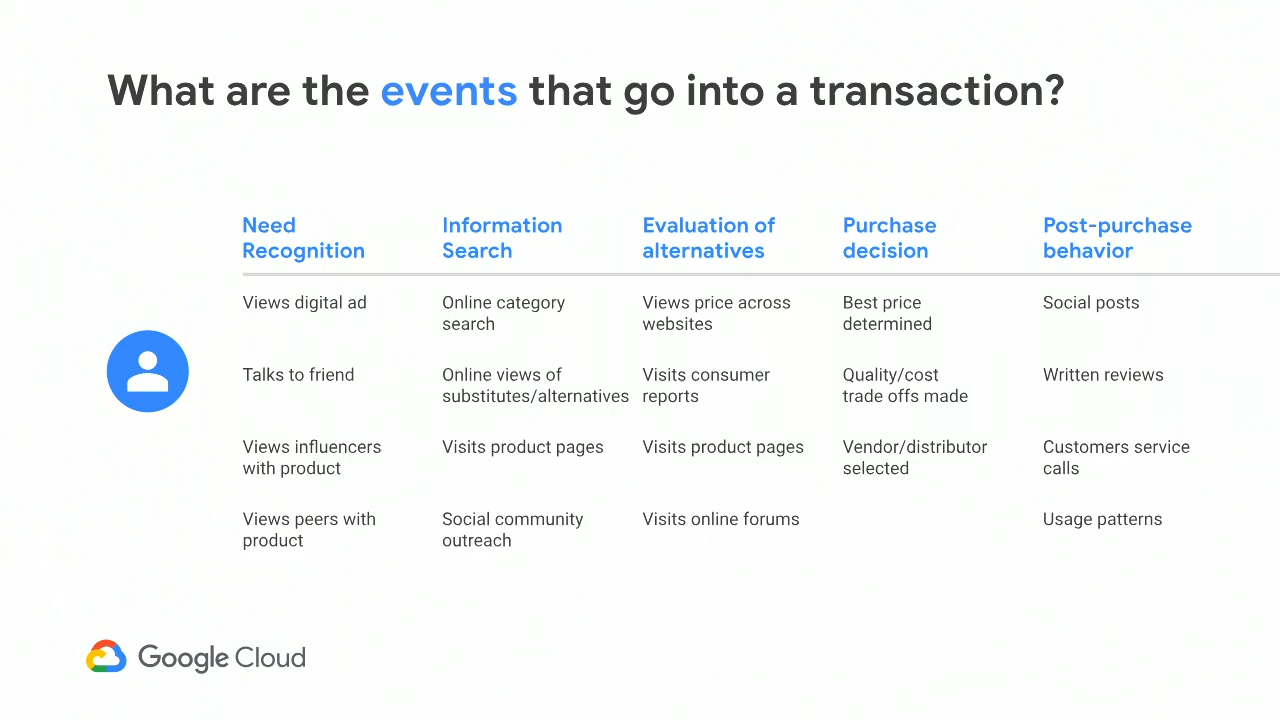 What are the events that go into a transaction?
Need
Recognition
Information
Search
Evaluation of
alternatives
Purchase
decision
Post-purchase
behavior
Views digital ad
Online category
search
Views price across
websites
Best price
determined
Social posts
Talks to friend
Online views of
substitutes/alternatives
Visits consumer
reports
Quality/cost
trade offs made
Written reviews
Views influencers
with product
Visits product pages
Visits product pages
Vendor/distributor
selected
Customers service
calls
Views peers with
product
Social community
outreach
Visits online forums
Usage patterns
Google Cloud